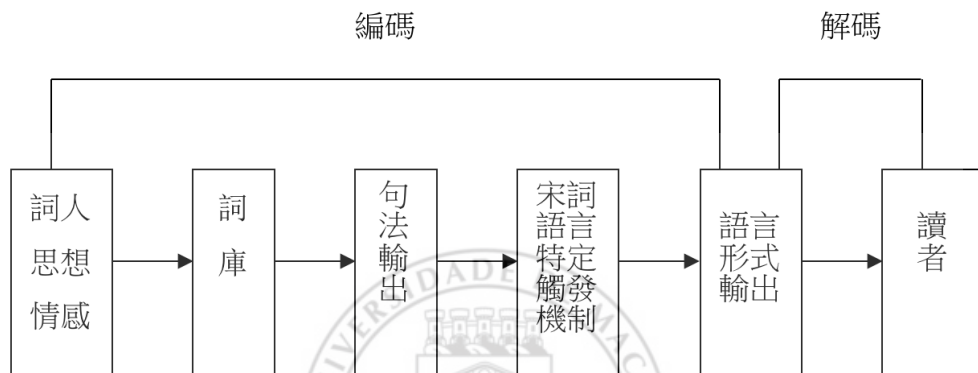 編碼
解碼
詞人
思想
情感
詞
庫
句
法
輸
出
宋詞
語言
特定
觸發
機制
語言
形式
輸出
讀
者